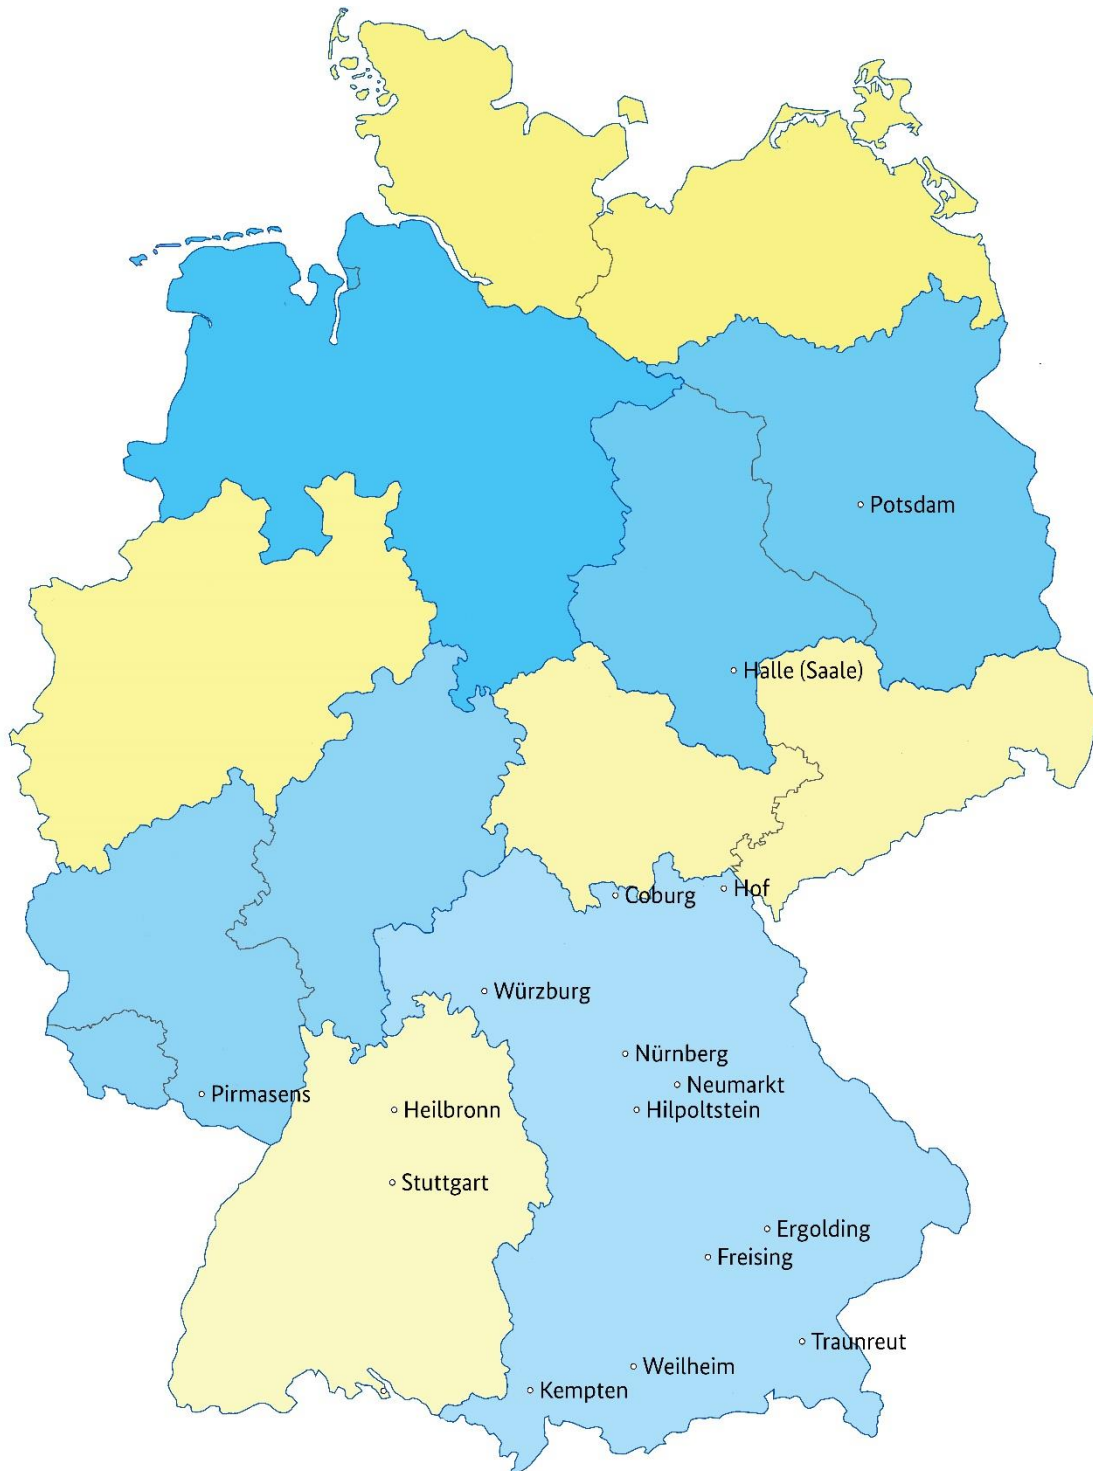 Potsdam
Halle (Saale)
Hof
Coburg
Würzburg
Nürnberg
Neumarkt
Pirmasens
Heilbronn
Hilpoltstein
Stuttgart
Ergolding
Freising
Traunreut
Weilheim
Kempten